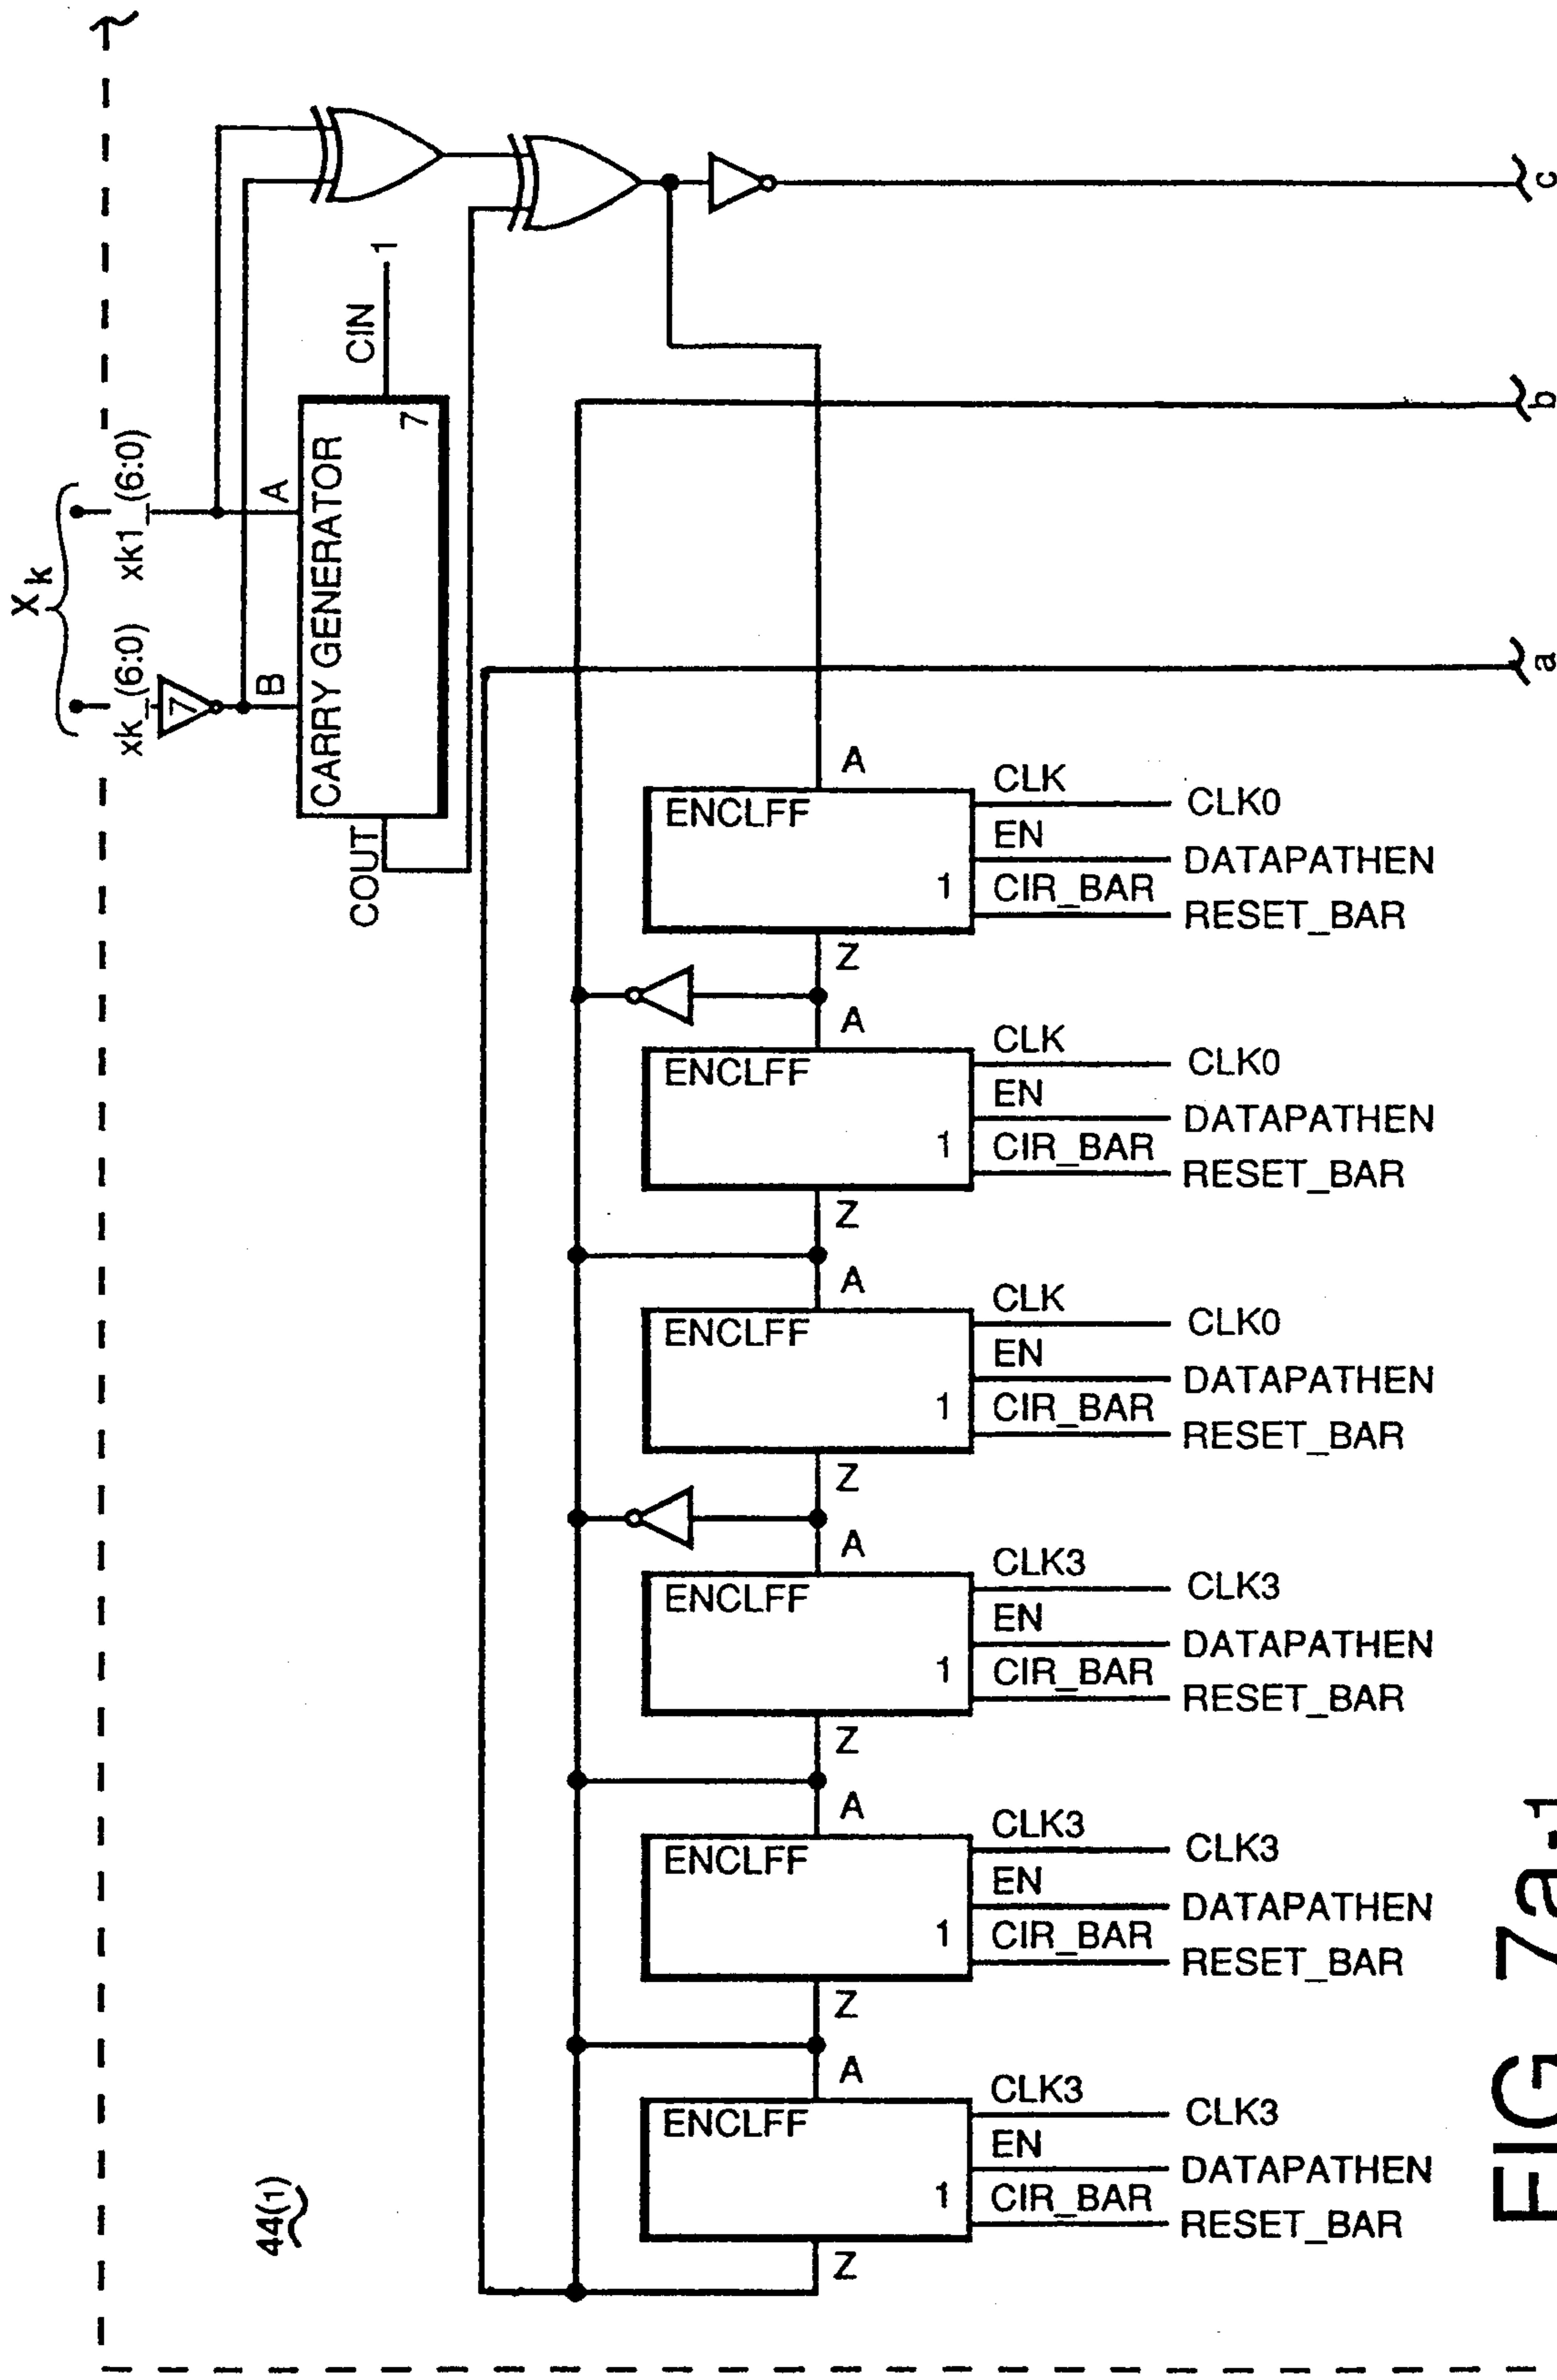 X k
xk_(6:0)
xk1_(6:0)
7
B
A
CARRY GENERATOR
7
CIN
1
COUT
A
ENCLFF
1
CLK
CLK0
EN
DATAPATHEN
CIR_BAR
RESET_BAR
Z
A
ENCLFF
1
CLK
CLK0
EN
DATAPATHEN
CIR_BAR
RESET_BAR
Z
A
ENCLFF
1
CLK
CLK0
EN
DATAPATHEN
CIR_BAR
RESET_BAR
Z
A
ENCLFF
1
CLK3
CLK3
EN
DATAPATHEN
CIR_BAR
RESET_BAR
Z
A
ENCLFF
1
CLK3
CLK3
EN
DATAPATHEN
CIR_BAR
RESET_BAR
Z
A
ENCLFF
1
CLK3
CLK3
EN
DATAPATHEN
CIR_BAR
RESET_BAR
Z
44(1)
a
b
c
FIG 7a-1